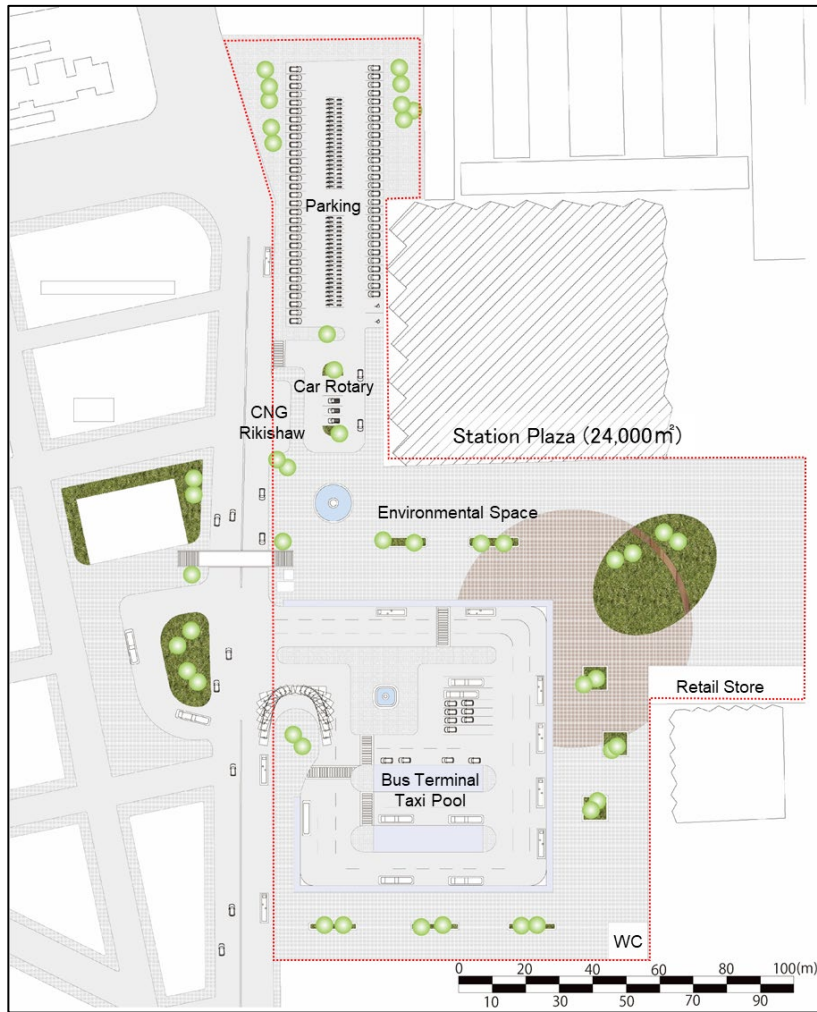 Parking
Car Rotary
CNG
Rikishaw
Station Plaza (24,000㎡)
Environmental Space
Retail Store
Bus Terminal
Taxi Pool
WC
0 20 40 60 80 100(m)
10 30 50 70 90